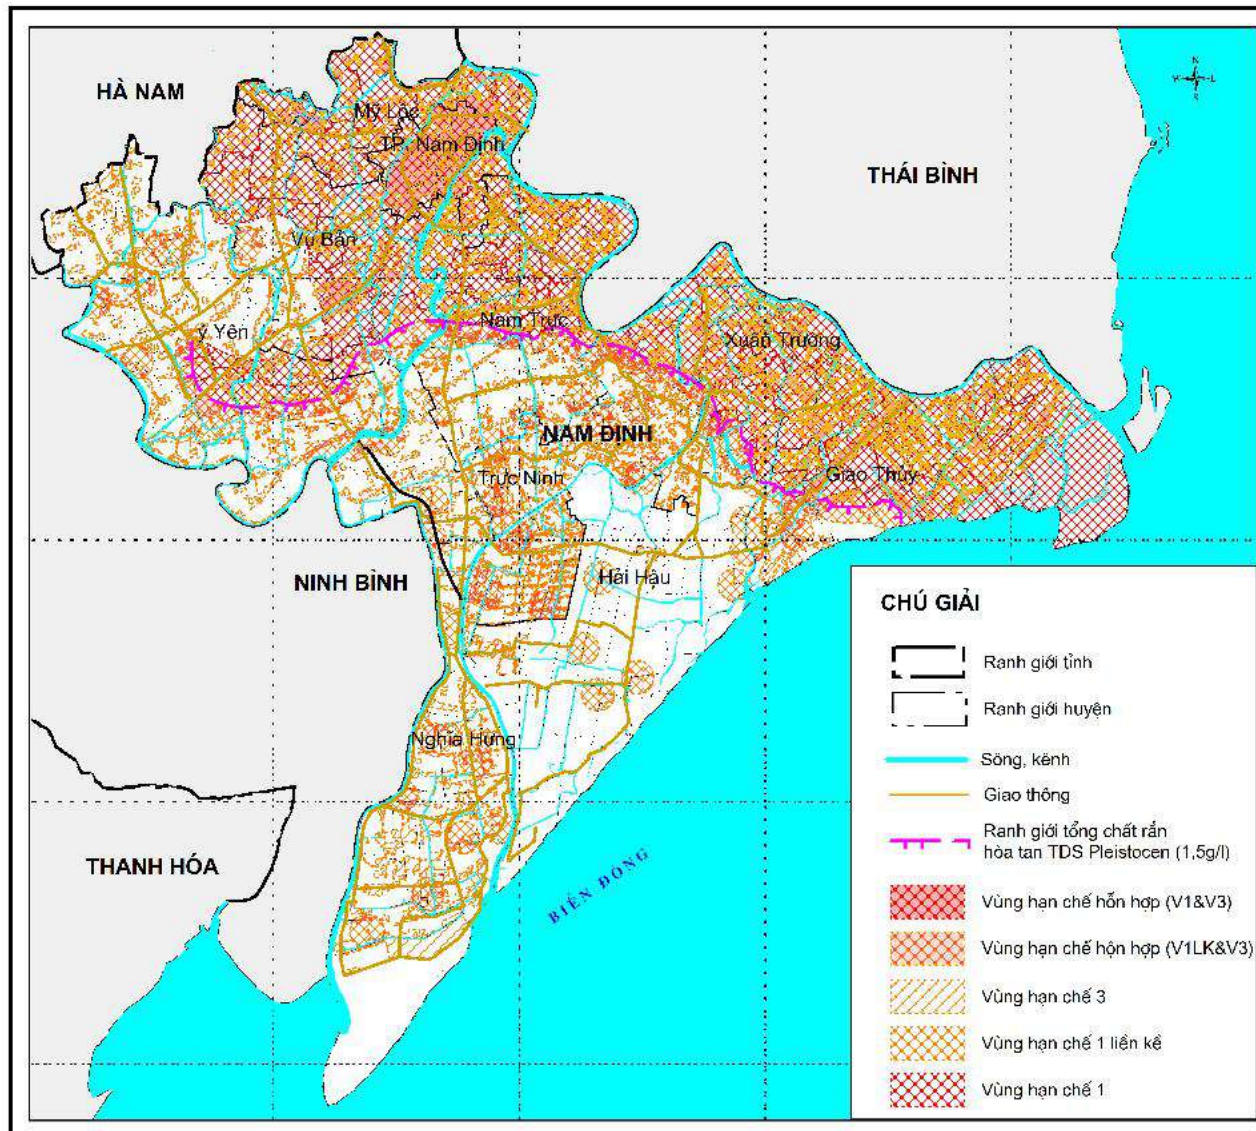 HÀ NAM
Mỹ Lộc
TP. Nam Định
THÁI BÌNH
Vụ Bản
Nam Trực
ý Yên
Xuân Trường
NAM ĐỊNH
Trực Ninh
Giao Thủy
NINH BÌNH
Hải Hậu
Nghĩa Hưng
THANH HÓA
BIỂN ĐÔNG
CHÚ GIẢI
Ranh giới tỉnh
Ranh giới huyện
Sông, kênh
Giao thông
Ranh giới tổng chất rắn
hòa tan TDS Pleistocen (1,5g/l)
Vùng hạn chế hỗn hợp (V1&V3)
Vùng hạn chế hộn hợp (V1LK&V3)
Vùng hạn chế 3
Vùng hạn chế 1 liền kề
Vùng hạn chế 1